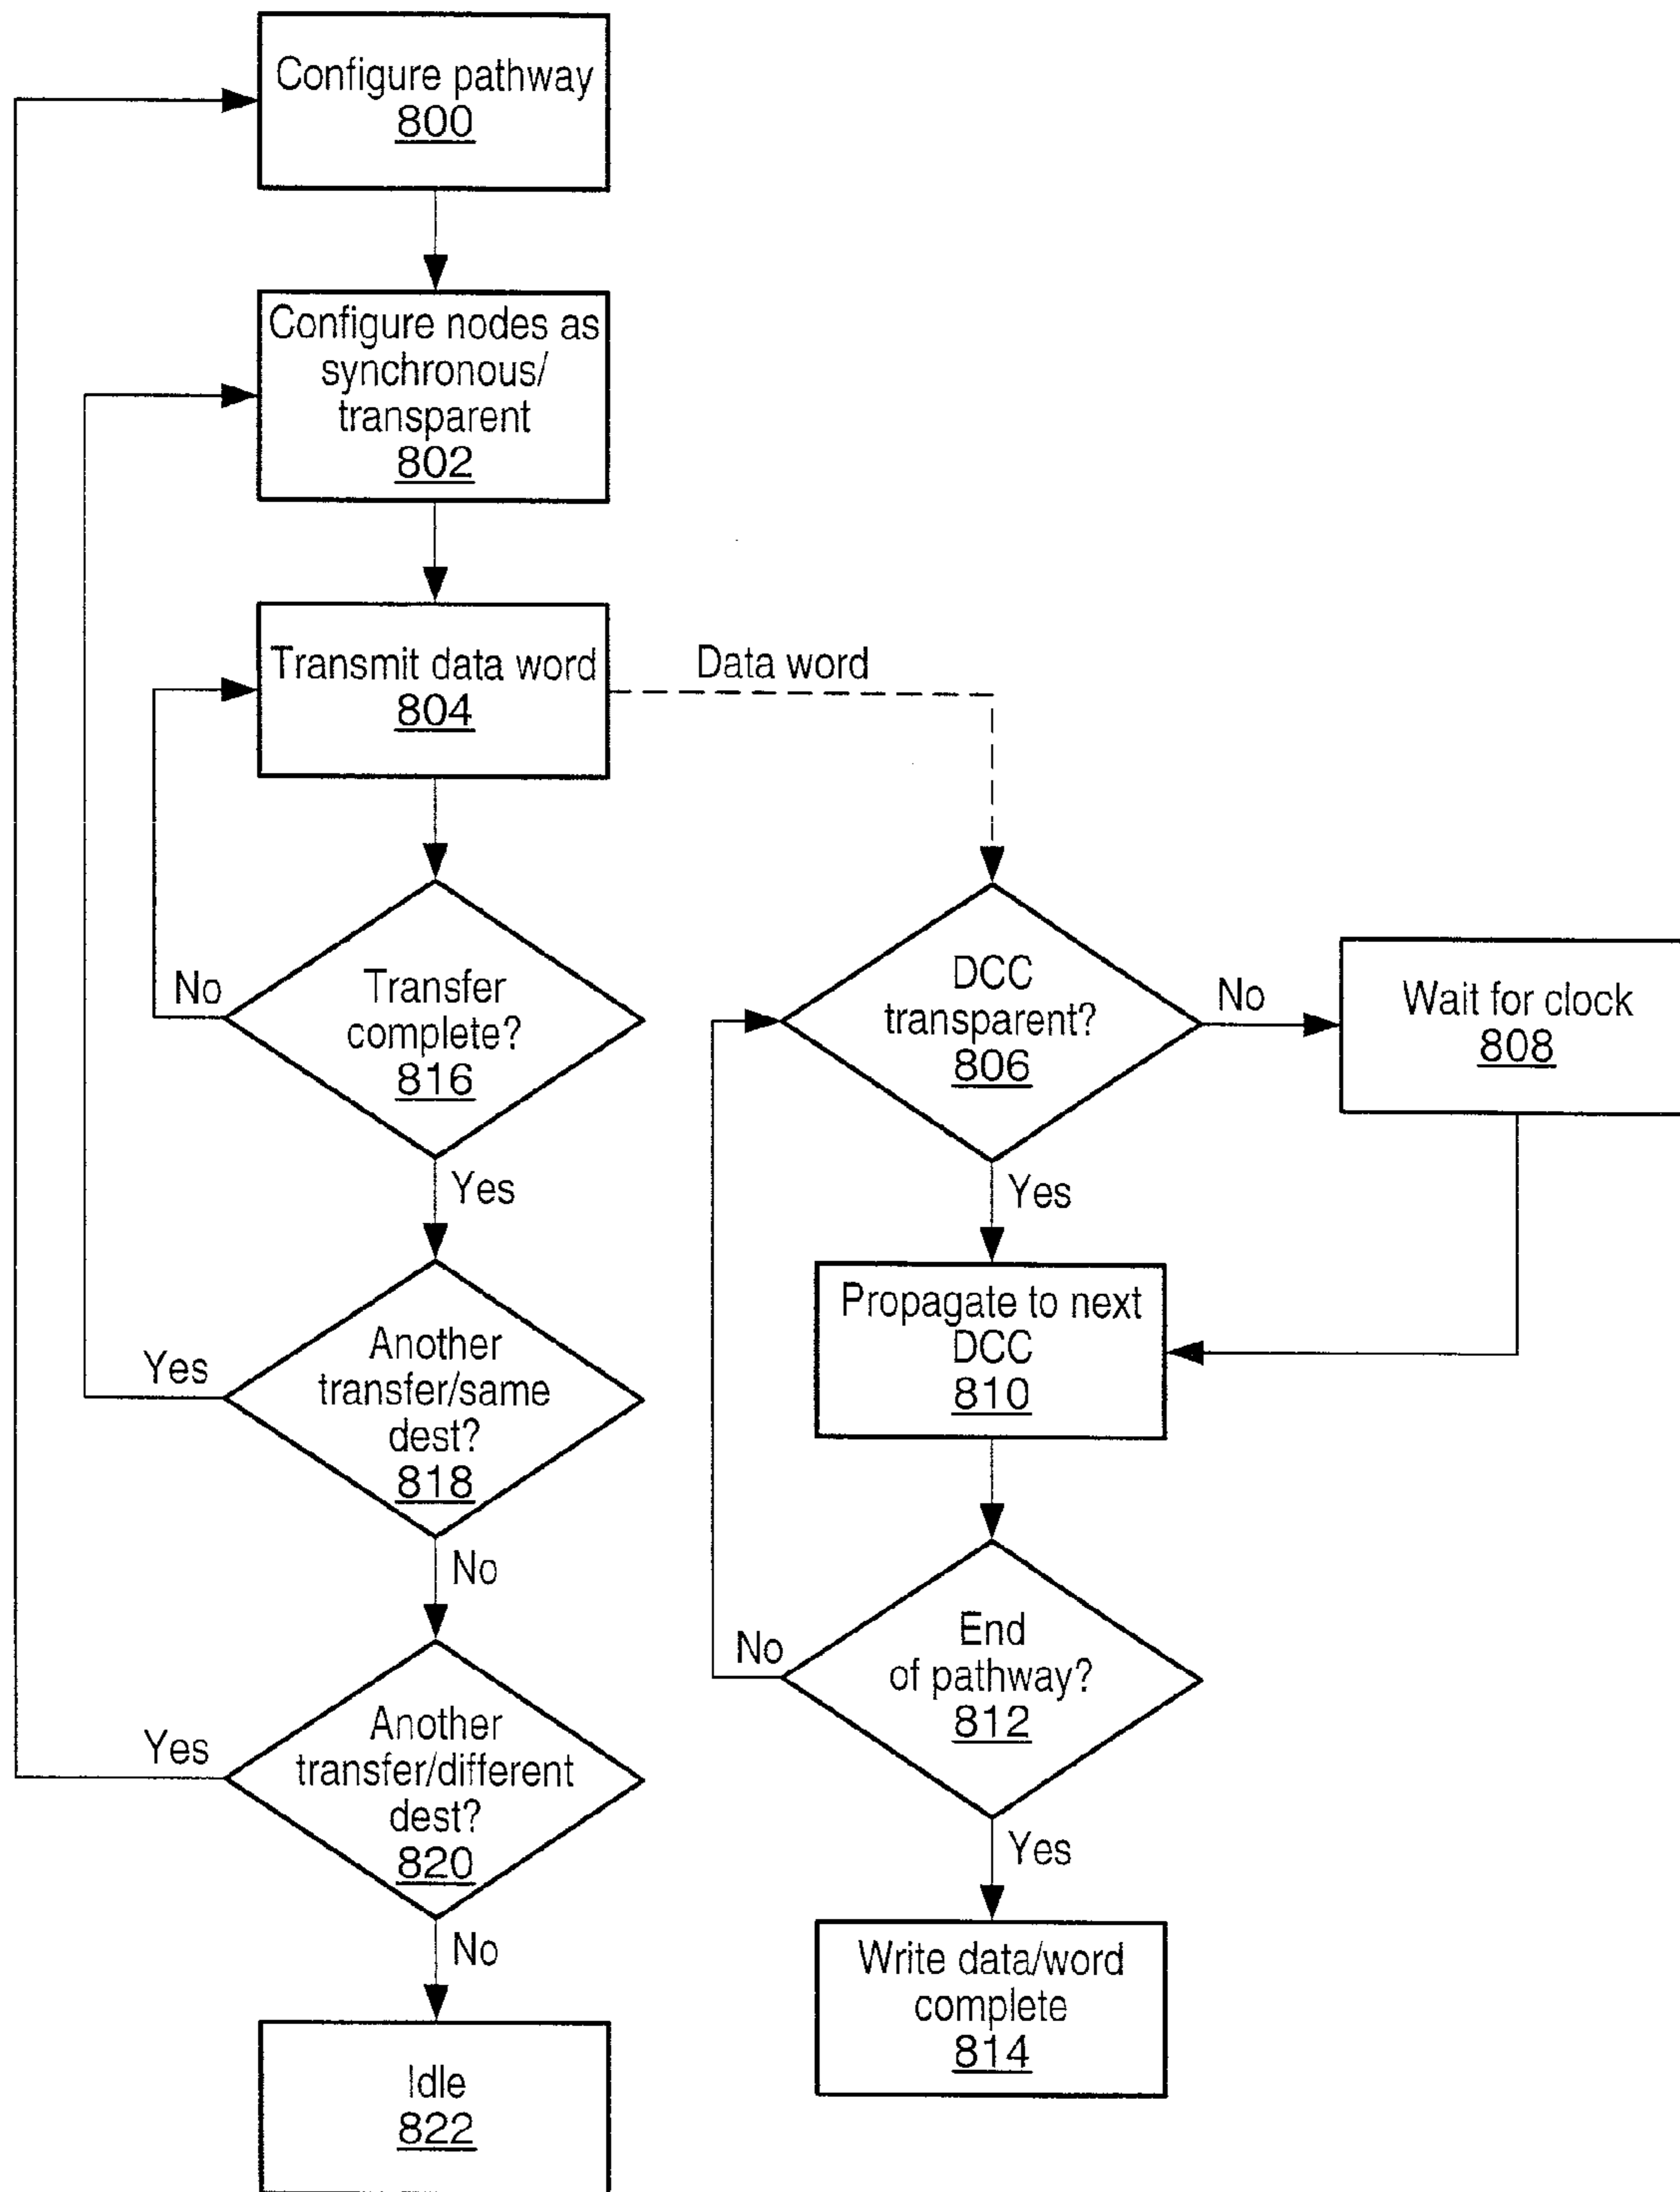 Configure pathway
800
Configure nodes as
synchronous/
transparent
802
Transmit data word
804
Data word
No
Transfer
complete?
816
Yes
DCC
transparent?
806
No
Wait for clock
808
Yes
Propagate to next
DCC
810
Yes
Another
transfer/same
dest?
818
No
No
End
of pathway?
812
Yes
Yes
Another
transfer/different
dest?
820
No
Write data/word
complete
814
Idle
822